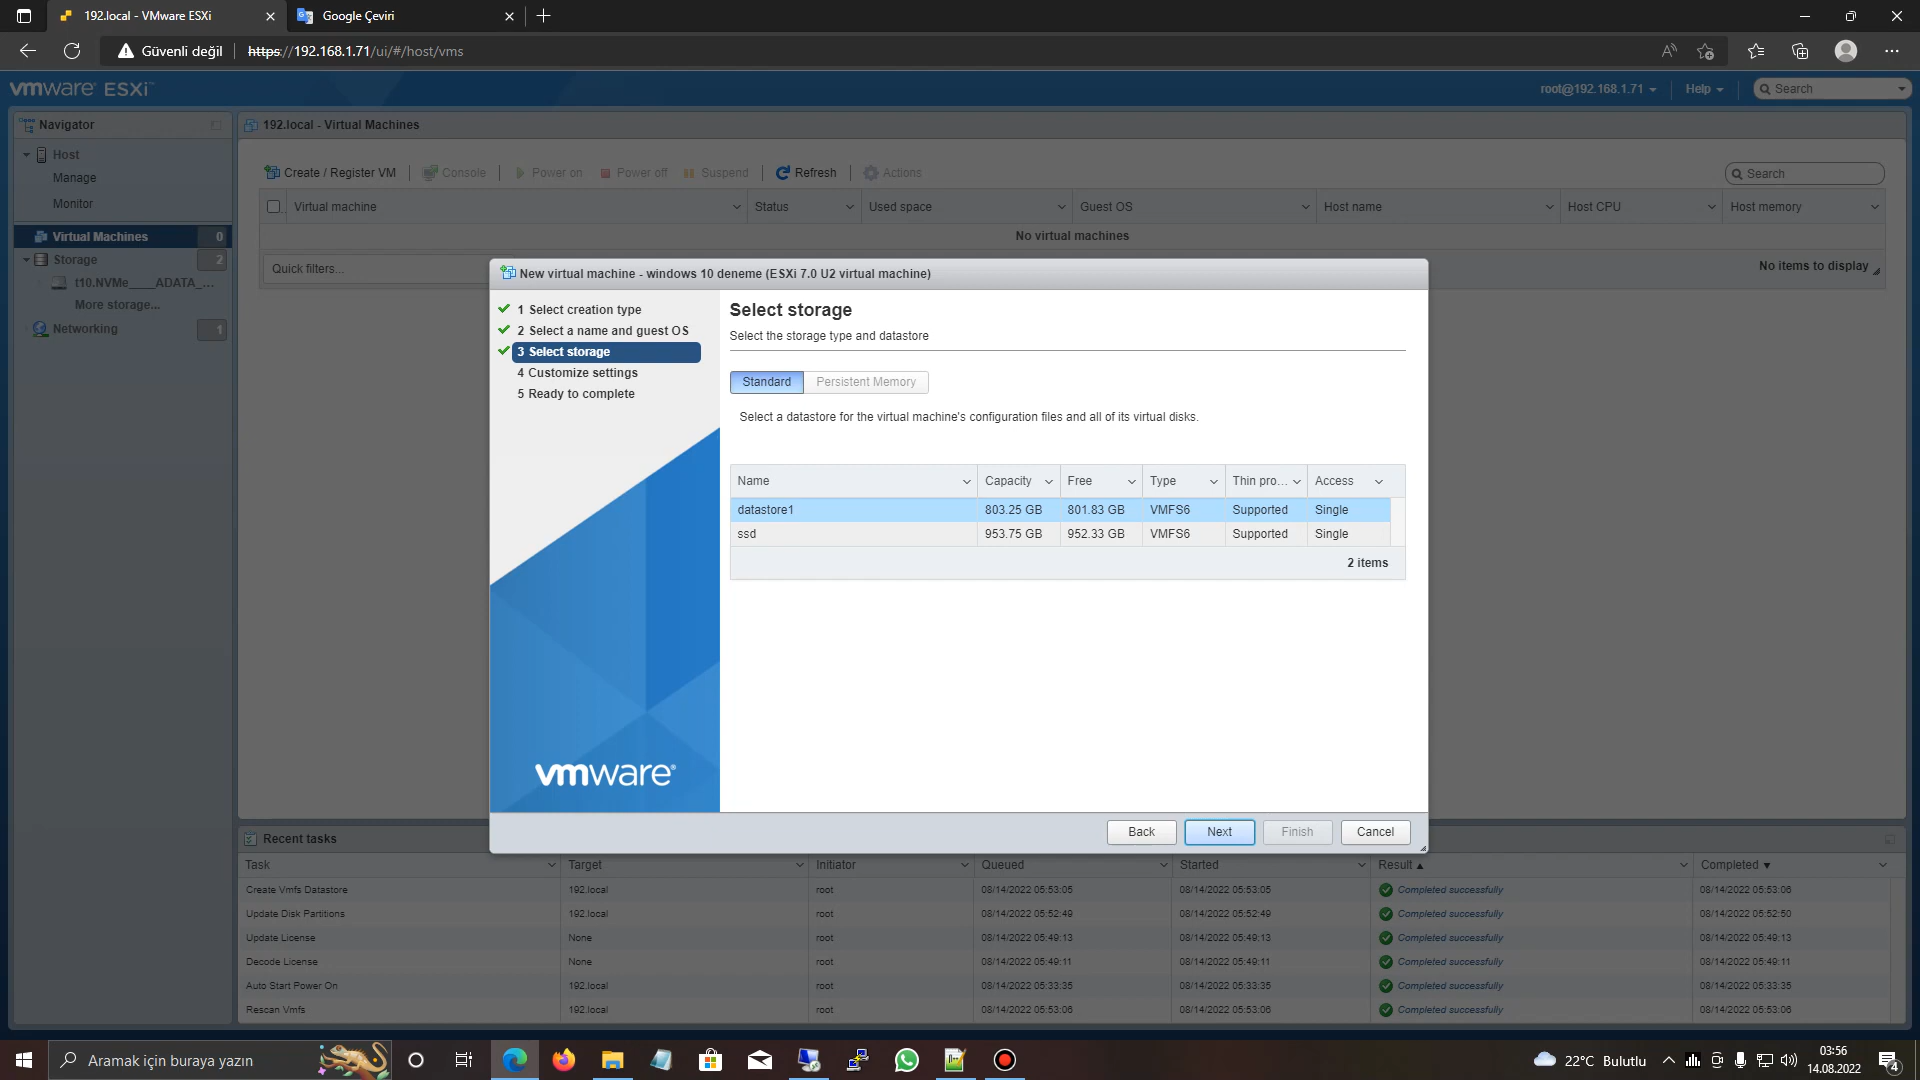 192.local - VMware ESXi
Google Çeviri
Güvenli değil
https://192.168.1.71/ui/#/host/vms
vmware ESXi™
root@192.168.1.71
Help
Search
Navigator
192.local - Virtual Machines
Host
Manage
Monitor
Virtual Machines 0
Storage 2
t10.NVMe____ADATA_...
More storage...
Networking 1
Create / Register VM
Console
Power on
Power off
Suspend
Refresh
Actions
Search
Virtual machine
Status
Used space
Guest OS
Host name
Host CPU
Host memory
No virtual machines
Quick filters...
No items to display
New virtual machine - windows 10 deneme (ESXi 7.0 U2 virtual machine)
1 Select creation type
2 Select a name and guest OS
3 Select storage
4 Customize settings
5 Ready to complete
vmware®
Select storage
Select the storage type and datastore
Standard
Persistent Memory
Select a datastore for the virtual machine's configuration files and all of its virtual disks.
Name Capacity Free Type Thin pro... Access
datastore1 803.25 GB 801.83 GB VMFS6 Supported Single
ssd 953.75 GB 952.33 GB VMFS6 Supported Single
2 items
Back
Next
Finish
Cancel
Recent tasks
Task Target Initiator Queued Started Result Completed
Create Vmfs Datastore 192.local root 08/14/2022 05:53:05 08/14/2022 05:53:05 Completed successfully 08/14/2022 05:53:06
Update Disk Partitions 192.local root 08/14/2022 05:52:49 08/14/2022 05:52:49 Completed successfully 08/14/2022 05:52:50
Update License None root 08/14/2022 05:49:13 08/14/2022 05:49:13 Completed successfully 08/14/2022 05:49:13
Decode License None root 08/14/2022 05:49:11 08/14/2022 05:49:11 Completed successfully 08/14/2022 05:49:11
Auto Start Power On 192.local root 08/14/2022 05:33:35 08/14/2022 05:33:35 Completed successfully 08/14/2022 05:33:35
Rescan Vmfs 192.local root 08/14/2022 05:53:06 08/14/2022 05:53:06 Completed successfully 08/14/2022 05:53:06
Aramak için buraya yazın
22°C Bulutlu
03:56
14.08.2022
4